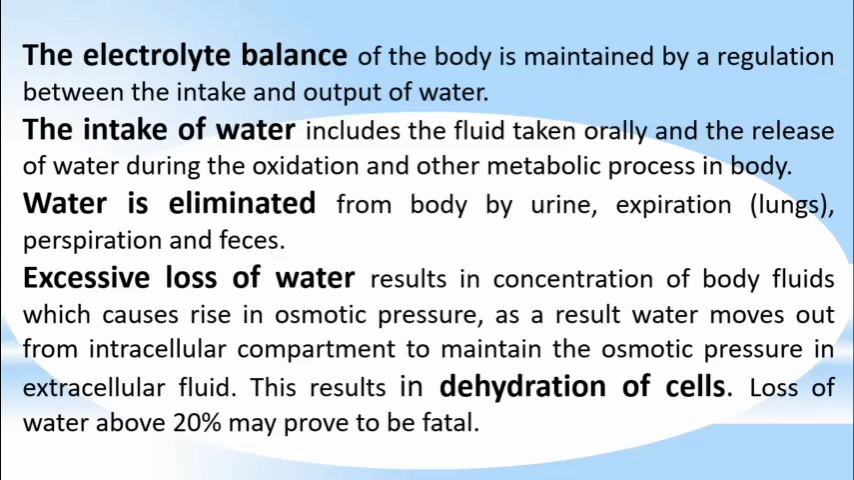 The electrolyte balance of the body is maintained by a regulation
between the intake and output of water.
The intake of water includes the fluid taken orally and the release
of water during the oxidation and other metabolic process in body.
Water is eliminated from body by urine, expiration (lungs),
perspiration and feces.
Excessive loss of water results in concentration of body fluids
which causes rise in osmotic pressure, as a result water moves out
from intracellular compartment to maintain the osmotic pressure in
extracellular fluid. This results in dehydration of cells. Loss of
water above 20% may prove to be fatal.